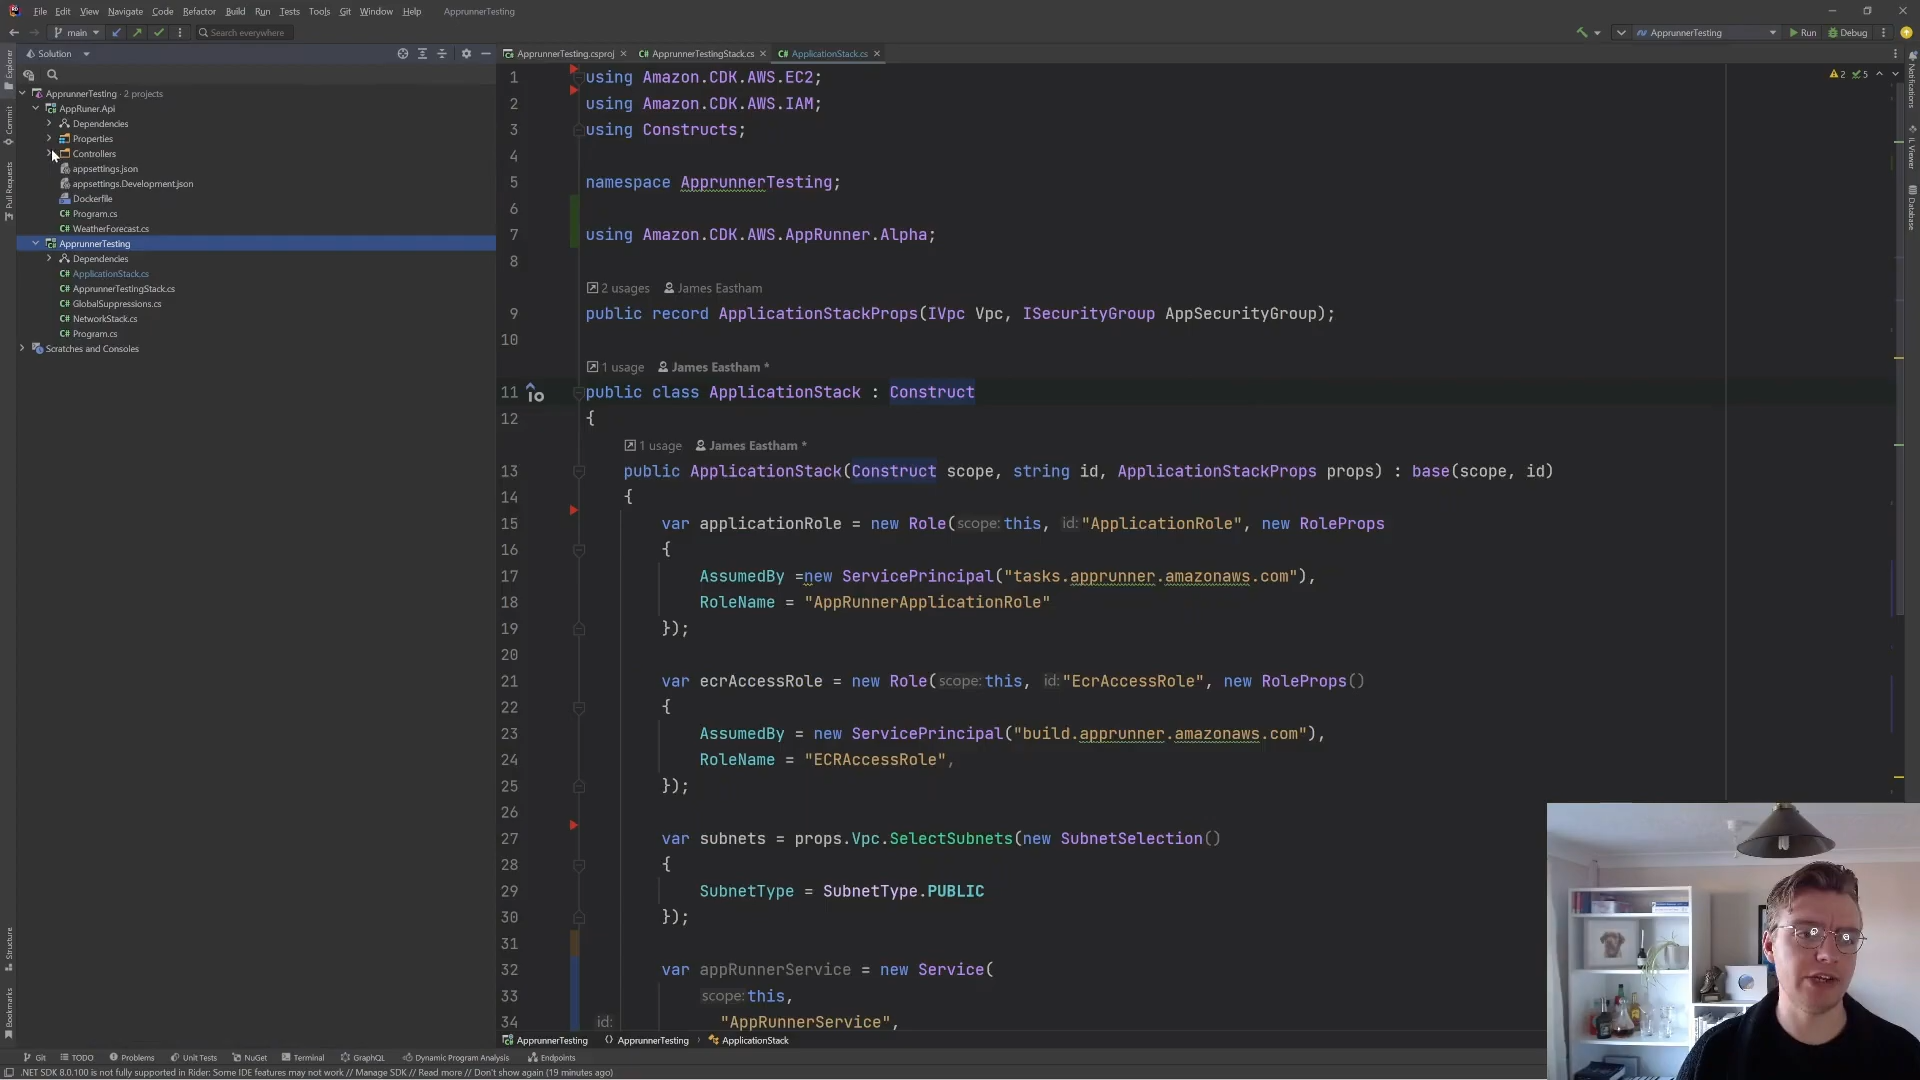 File Edit View Navigate Code Refactor Build Run Tests Tools Git Window Help ApprunnerTesting
main Search everywhere ApprunnerTesting Run Debug
Solution ApprunnerTesting.csproj ApprunnerTestingStack.cs ApplicationStack.cs
ApprunnerTesting · 2 projects
AppRuner.Api
Dependencies
Properties
Controllers
appsettings.json
appsettings.Development.json
Dockerfile
Program.cs
WeatherForecast.cs
ApprunnerTesting
Dependencies
ApplicationStack.cs
ApprunnerTestingStack.cs
GlobalSuppressions.cs
NetworkStack.cs
Program.cs
Scratches and Consoles
Explorer
Commit
Pull Requests
Structure
Bookmarks
2 5
1 using Amazon.CDK.AWS.EC2;
2 using Amazon.CDK.AWS.IAM;
3 using Constructs;
4
5 namespace ApprunnerTesting;
6
7 using Amazon.CDK.AWS.AppRunner.Alpha;
8
2 usages James Eastham
9 public record ApplicationStackProps(IVpc Vpc, ISecurityGroup AppSecurityGroup);
10
1 usage James Eastham *
11 public class ApplicationStack : Construct
12 {
1 usage James Eastham *
13 public ApplicationStack(Construct scope, string id, ApplicationStackProps props) : base(scope, id)
14 {
15 var applicationRole = new Role(scope: this, id: "ApplicationRole", new RoleProps
16 {
17 AssumedBy =new ServicePrincipal("tasks.apprunner.amazonaws.com"),
18 RoleName = "AppRunnerApplicationRole"
19 });
20
21 var ecrAccessRole = new Role(scope: this, id: "EcrAccessRole", new RoleProps()
22 {
23 AssumedBy = new ServicePrincipal("build.apprunner.amazonaws.com"),
24 RoleName = "ECRAccessRole",
25 });
26
27 var subnets = props.Vpc.SelectSubnets(new SubnetSelection()
28 {
29 SubnetType = SubnetType.PUBLIC
30 });
31
32 var appRunnerService = new Service(
33 scope: this,
34 id: "AppRunnerService",
Notifications
IL Viewer
Database
ApprunnerTesting ApprunnerTesting ApplicationStack
Git TODO Problems Unit Tests NuGet Terminal GraphQL Dynamic Program Analysis Endpoints
.NET SDK 8.0.100 is not fully supported in Rider: Some IDE features may not work // Manage SDK // Read more // Don't show again (19 minutes ago)